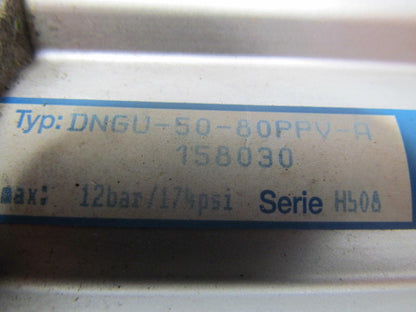 Typ: DNGU-50-80PPV-A
158030
max: 12bar/174psi Serie H508